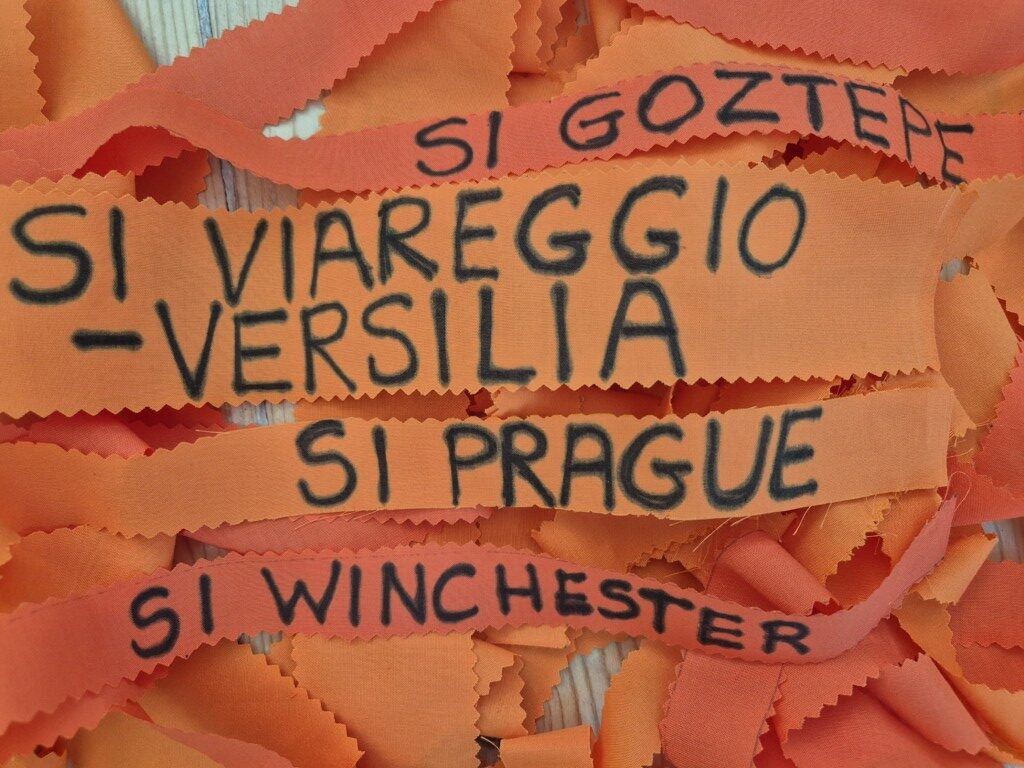 SI GOZTEPE
SI VIAREGGIO
-VERSILIA
SI PRAGUE
SI WINCHESTER